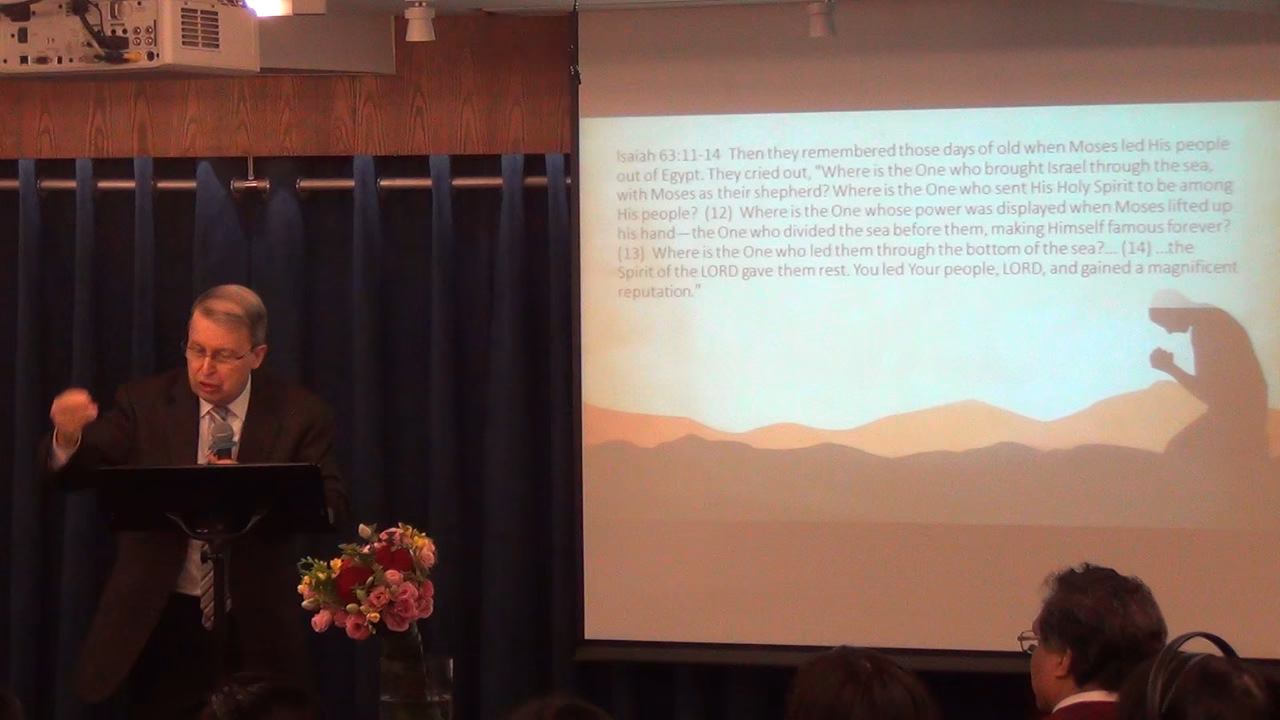 Isaiah 63:11-14 Then they remembered those days of old when Moses led His people
out of Egypt. They cried out, "Where is the One who brought Israel through the sea,
with Moses as their shepherd? Where is the One who sent His Holy Spirit to be among
His people? (12) Where is the One whose power was displayed when Moses lifted up
his hand—the One who divided the sea before them, making Himself famous forever?
(13) Where is the One who led them through the bottom of the sea?... (14) ...the
Spirit of the LORD gave them rest. You led Your people, LORD, and gained a magnificent
reputation."